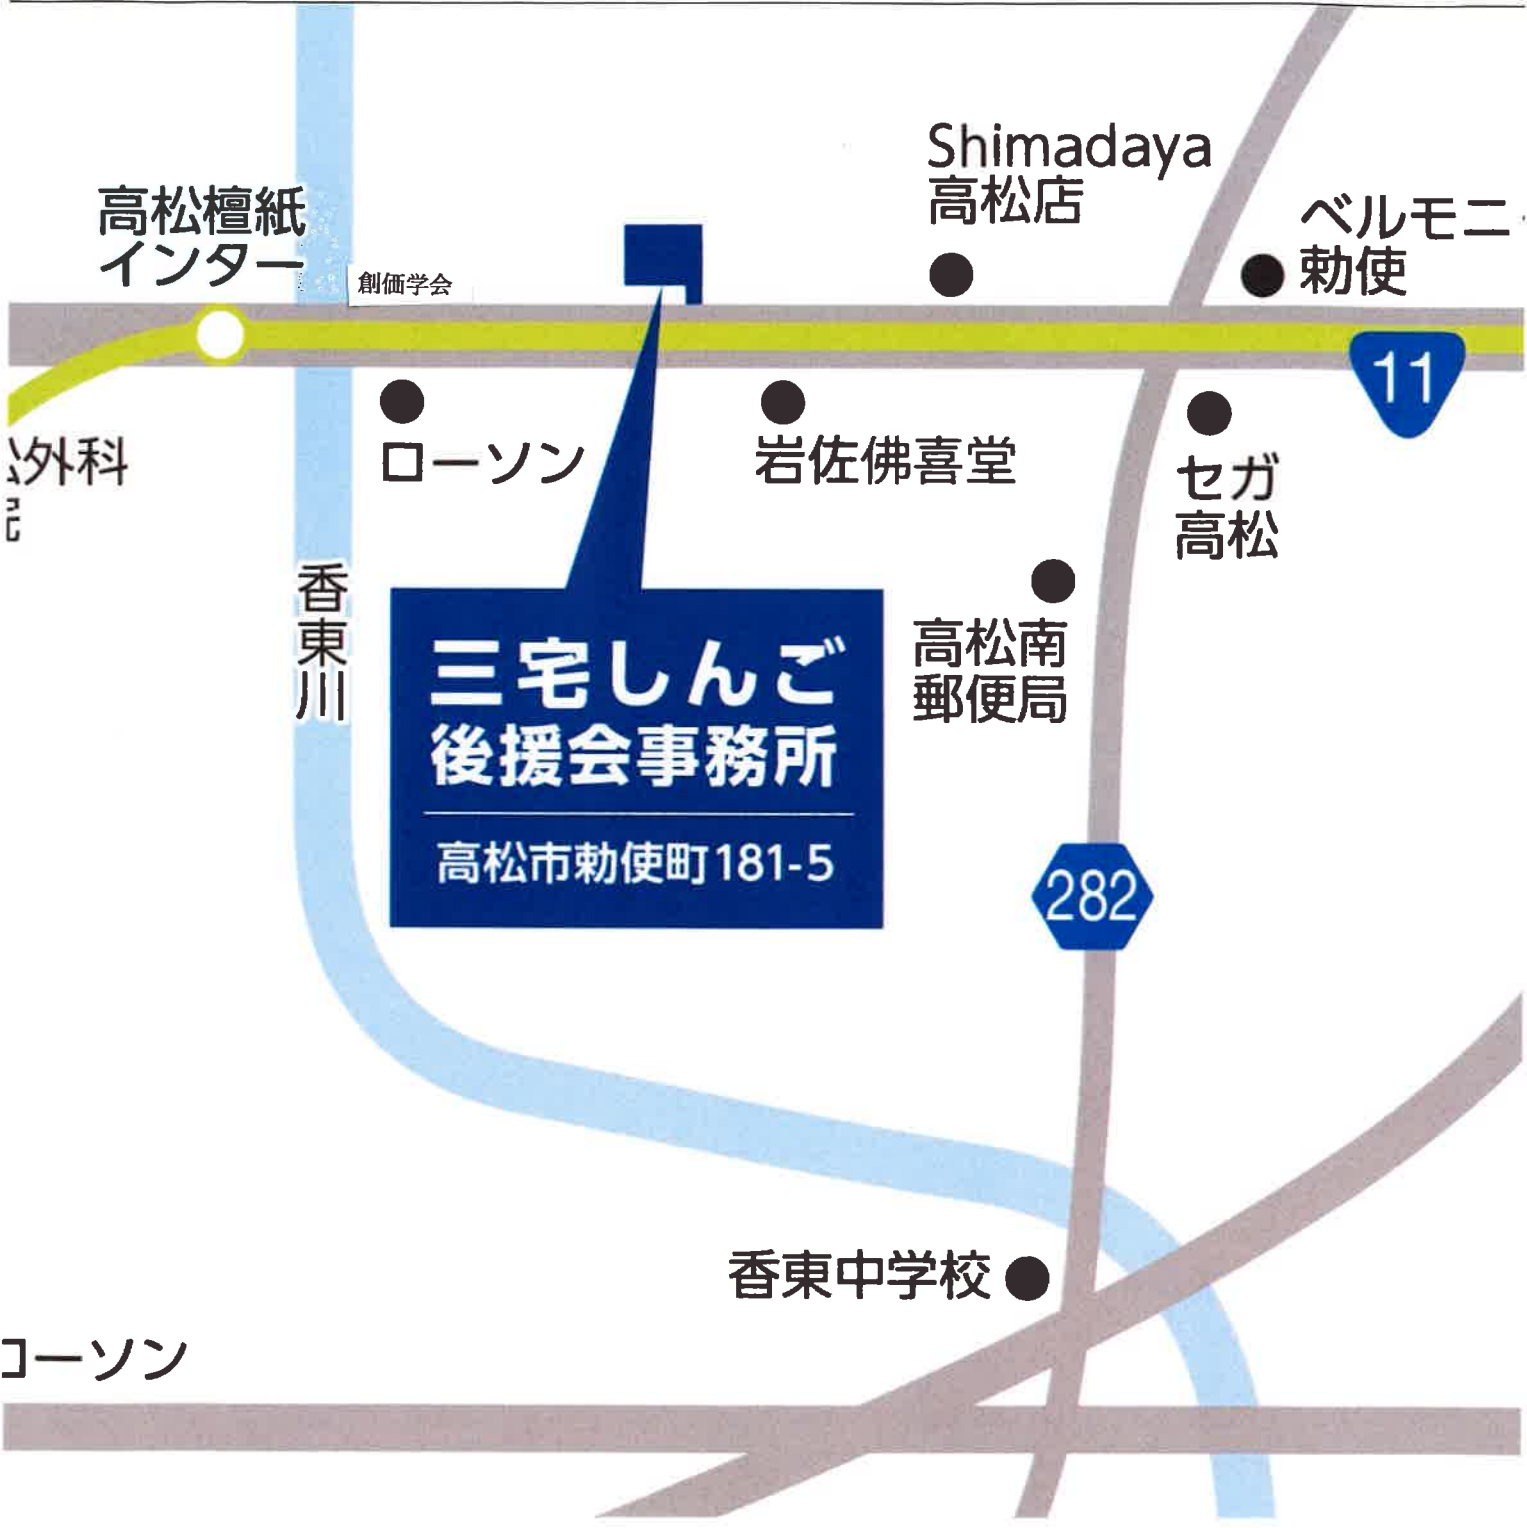 Shimadaya
高松店
高松檀紙
インター
ベルモニ
勅使
創価学会
11
ローソン
岩佐佛喜堂
セガ
高松
外科
香東川
高松南
郵便局
三宅しんご
後援会事務所
高松市勅使町181-5
282
香東中学校
ローソン